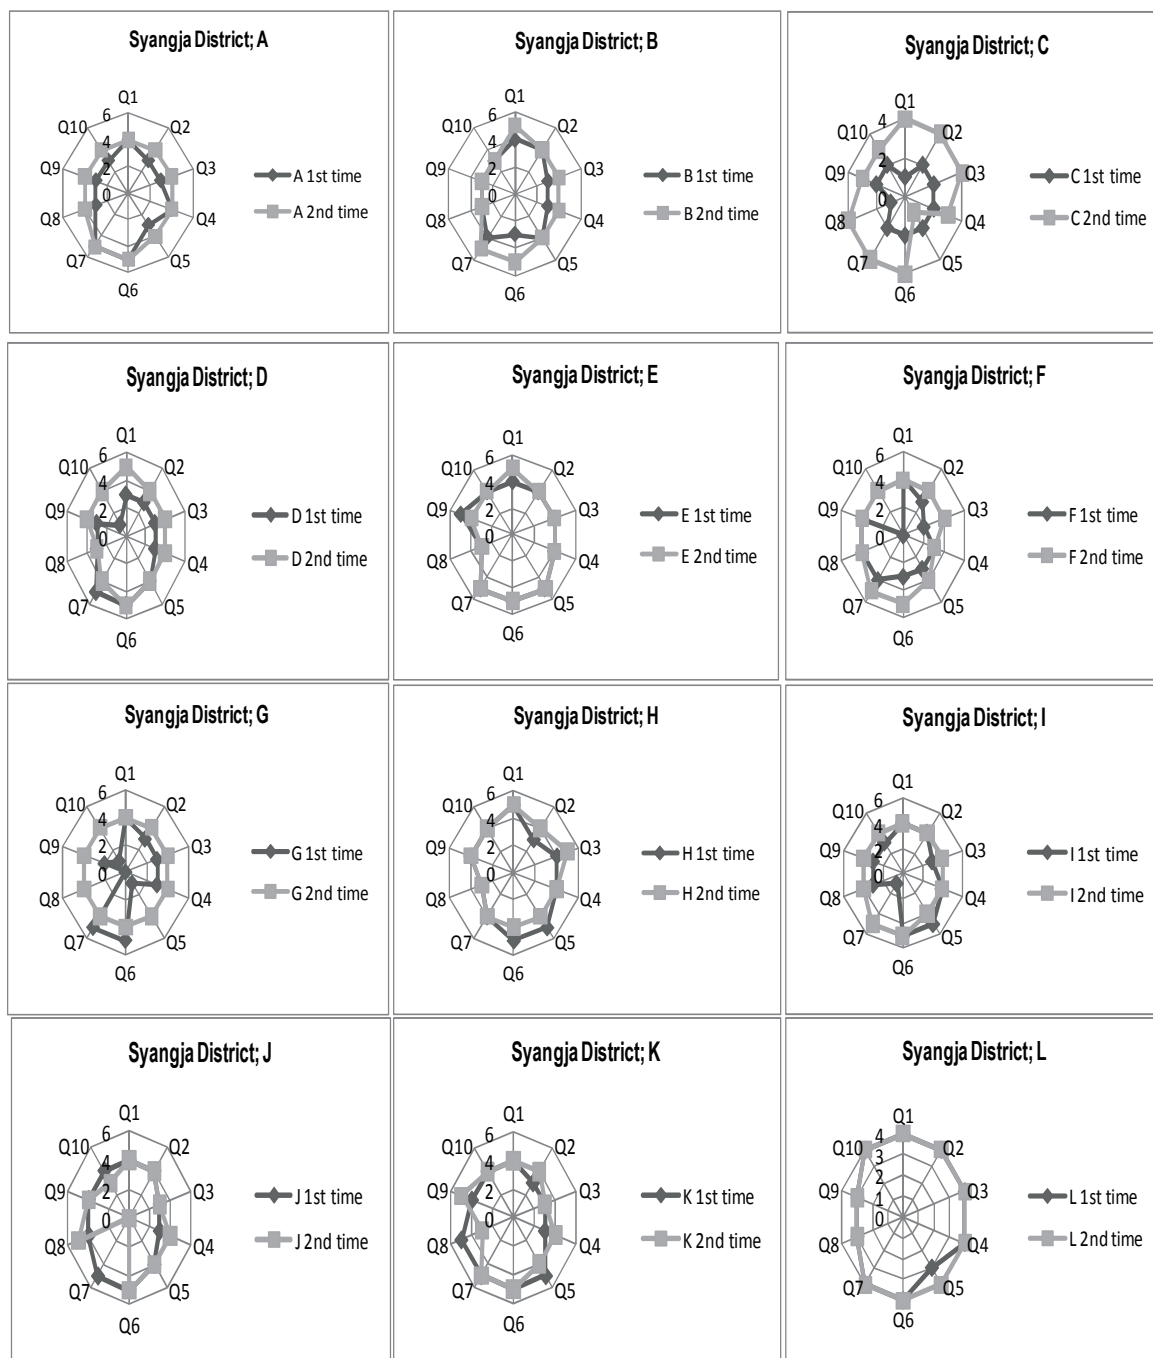 Syangja District; A
Q1
Q2
Q3
Q4
Q5
Q6
Q7
Q8
Q9
Q10
6
4
2
0
A 1st time
A 2nd time
Syangja District; B
Q1
Q2
Q3
Q4
Q5
Q6
Q7
Q8
Q9
Q10
6
4
2
0
B 1st time
B 2nd time
Syangja District; C
Q1
Q2
Q3
Q4
Q5
Q6
Q7
Q8
Q9
Q10
4
2
0
C 1st time
C 2nd time
Syangja District; D
Q1
Q2
Q3
Q4
Q5
Q6
Q7
Q8
Q9
Q10
6
4
2
0
D 1st time
D 2nd time
Syangja District; E
Q1
Q2
Q3
Q4
Q5
Q6
Q7
Q8
Q9
Q10
6
4
2
0
E 1st time
E 2nd time
Syangja District; F
Q1
Q2
Q3
Q4
Q5
Q6
Q7
Q8
Q9
Q10
6
4
2
0
F 1st time
F 2nd time
Syangja District; G
Q1
Q2
Q3
Q4
Q5
Q6
Q7
Q8
Q9
Q10
6
4
2
0
G 1st time
G 2nd time
Syangja District; H
Q1
Q2
Q3
Q4
Q5
Q6
Q7
Q8
Q9
Q10
6
4
2
0
H 1st time
H 2nd time
Syangja District; I
Q1
Q2
Q3
Q4
Q5
Q6
Q7
Q8
Q9
Q10
6
4
2
0
I 1st time
I 2nd time
Syangja District; J
Q1
Q2
Q3
Q4
Q5
Q6
Q7
Q8
Q9
Q10
6
4
2
0
J 1st time
J 2nd time
Syangja District; K
Q1
Q2
Q3
Q4
Q5
Q6
Q7
Q8
Q9
Q10
6
4
2
0
K 1st time
K 2nd time
Syangja District; L
Q1
Q2
Q3
Q4
Q5
Q6
Q7
Q8
Q9
Q10
4
3
2
1
0
L 1st time
L 2nd time